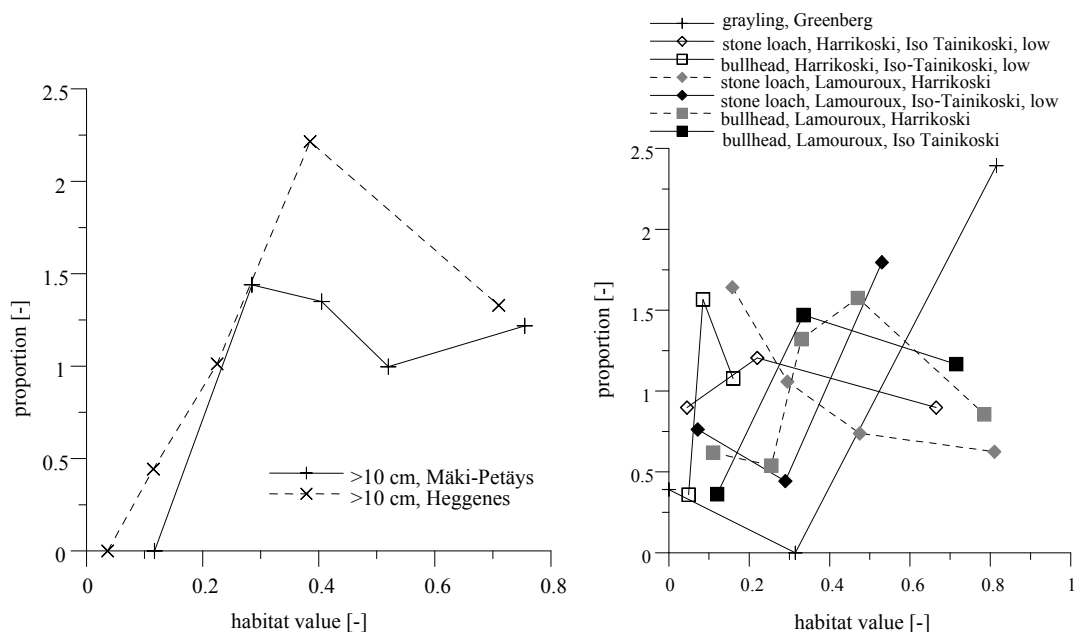 2.5
2
1.5
1
0.5
0
0
0.2
0.4
0.6
0.8
proportion [-]
habitat value [-]
>10 cm, Mäki-Petäys
>10 cm, Heggenes
grayling, Greenberg
stone loach, Harrikoski, Iso Tainikoski, low
bullhead, Harrikoski, Iso-Tainikoski, low
stone loach, Lamouroux, Harrikoski
stone loach, Lamouroux, Iso-Tainikoski, low
bullhead, Lamouroux, Harrikoski
bullhead, Lamouroux, Iso Tainikoski
2.5
2
1.5
1
0.5
0
0
0.2
0.4
0.6
0.8
1
proportion [-]
habitat value [-]